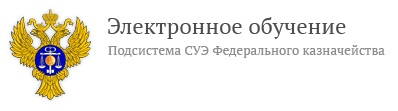 Электронное обучение
Подсистема СУЭ Федерального казначейства